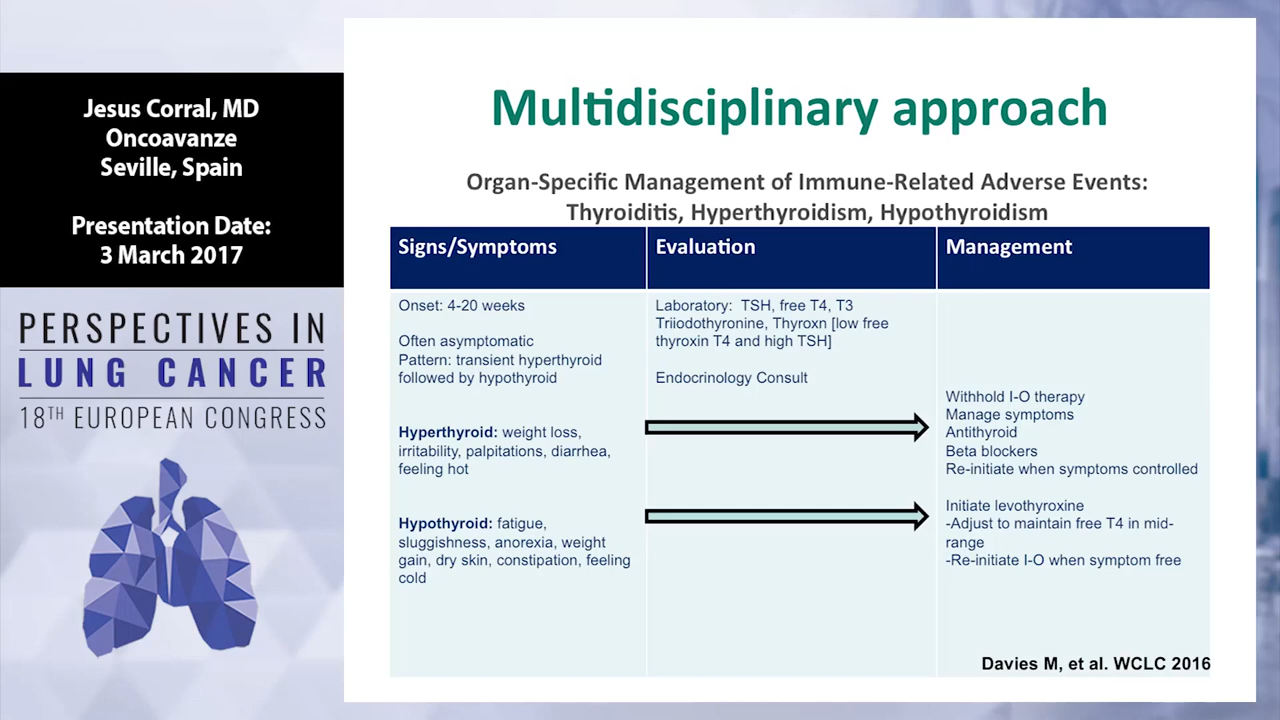 Jesus Corral, MD
Oncoavanze
Seville, Spain
Presentation Date:
3 March 2017
PERSPECTIVES IN
LUNG CANCER
18TH EUROPEAN CONGRESS
Multidisciplinary approach
Organ-Specific Management of Immune-Related Adverse Events:
Thyroiditis, Hyperthyroidism, Hypothyroidism
Signs/Symptoms
Evaluation
Management
Onset: 4-20 weeks
Often asymptomatic
Pattern: transient hyperthyroid
followed by hypothyroid
Hyperthyroid: weight loss,
irritability, palpitations, diarrhea,
feeling hot
Hypothyroid: fatigue,
sluggishness, anorexia, weight
gain, dry skin, constipation, feeling
cold
Laboratory: TSH, free T4, T3
Triiodothyronine, Thyroxn [low free
thyroxin T4 and high TSH]
Endocrinology Consult
Withhold I-O therapy
Manage symptoms
Antithyroid
Beta blockers
Re-initiate when symptoms controlled
Initiate levothyroxine
-Adjust to maintain free T4 in mid-
range
-Re-initiate I-O when symptom free
Davies M, et al. WCLC 2016